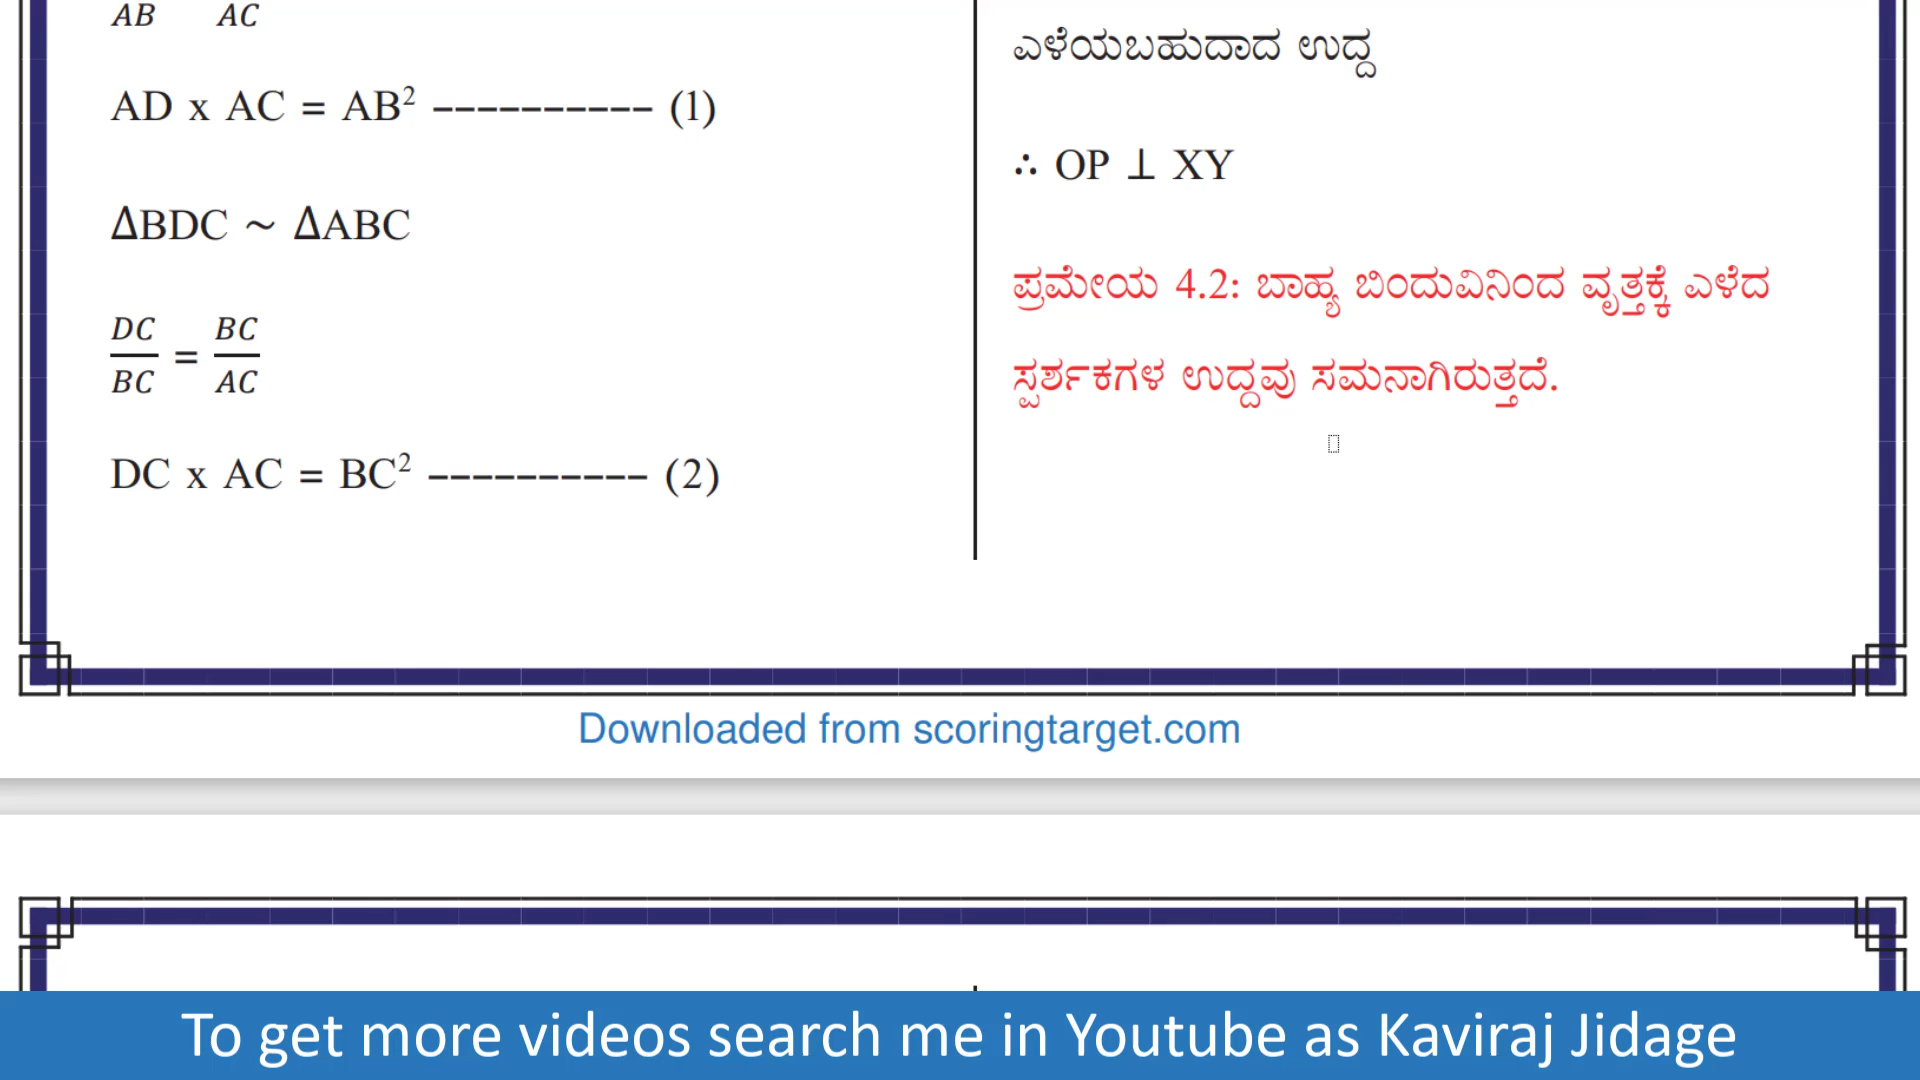 AB AC
AD x AC = AB² ---------- (1)
ΔBDC ~ ΔABC
DC/BC = BC/AC
DC x AC = BC² ---------- (2)
ಎಳೆಯಬಹುದಾದ ಉದ್ದ
∴ OP ⊥ XY
ಪ್ರಮೇಯ 4.2: ಬಾಹ್ಯ ಬಿಂದುವಿನಿಂದ ವೃತ್ತಕ್ಕೆ ಎಳೆದ
ಸ್ಪರ್ಶಕಗಳ ಉದ್ದವು ಸಮನಾಗಿರುತ್ತದೆ.
Downloaded from scoringtarget.com
To get more videos search me in Youtube as Kaviraj Jidage